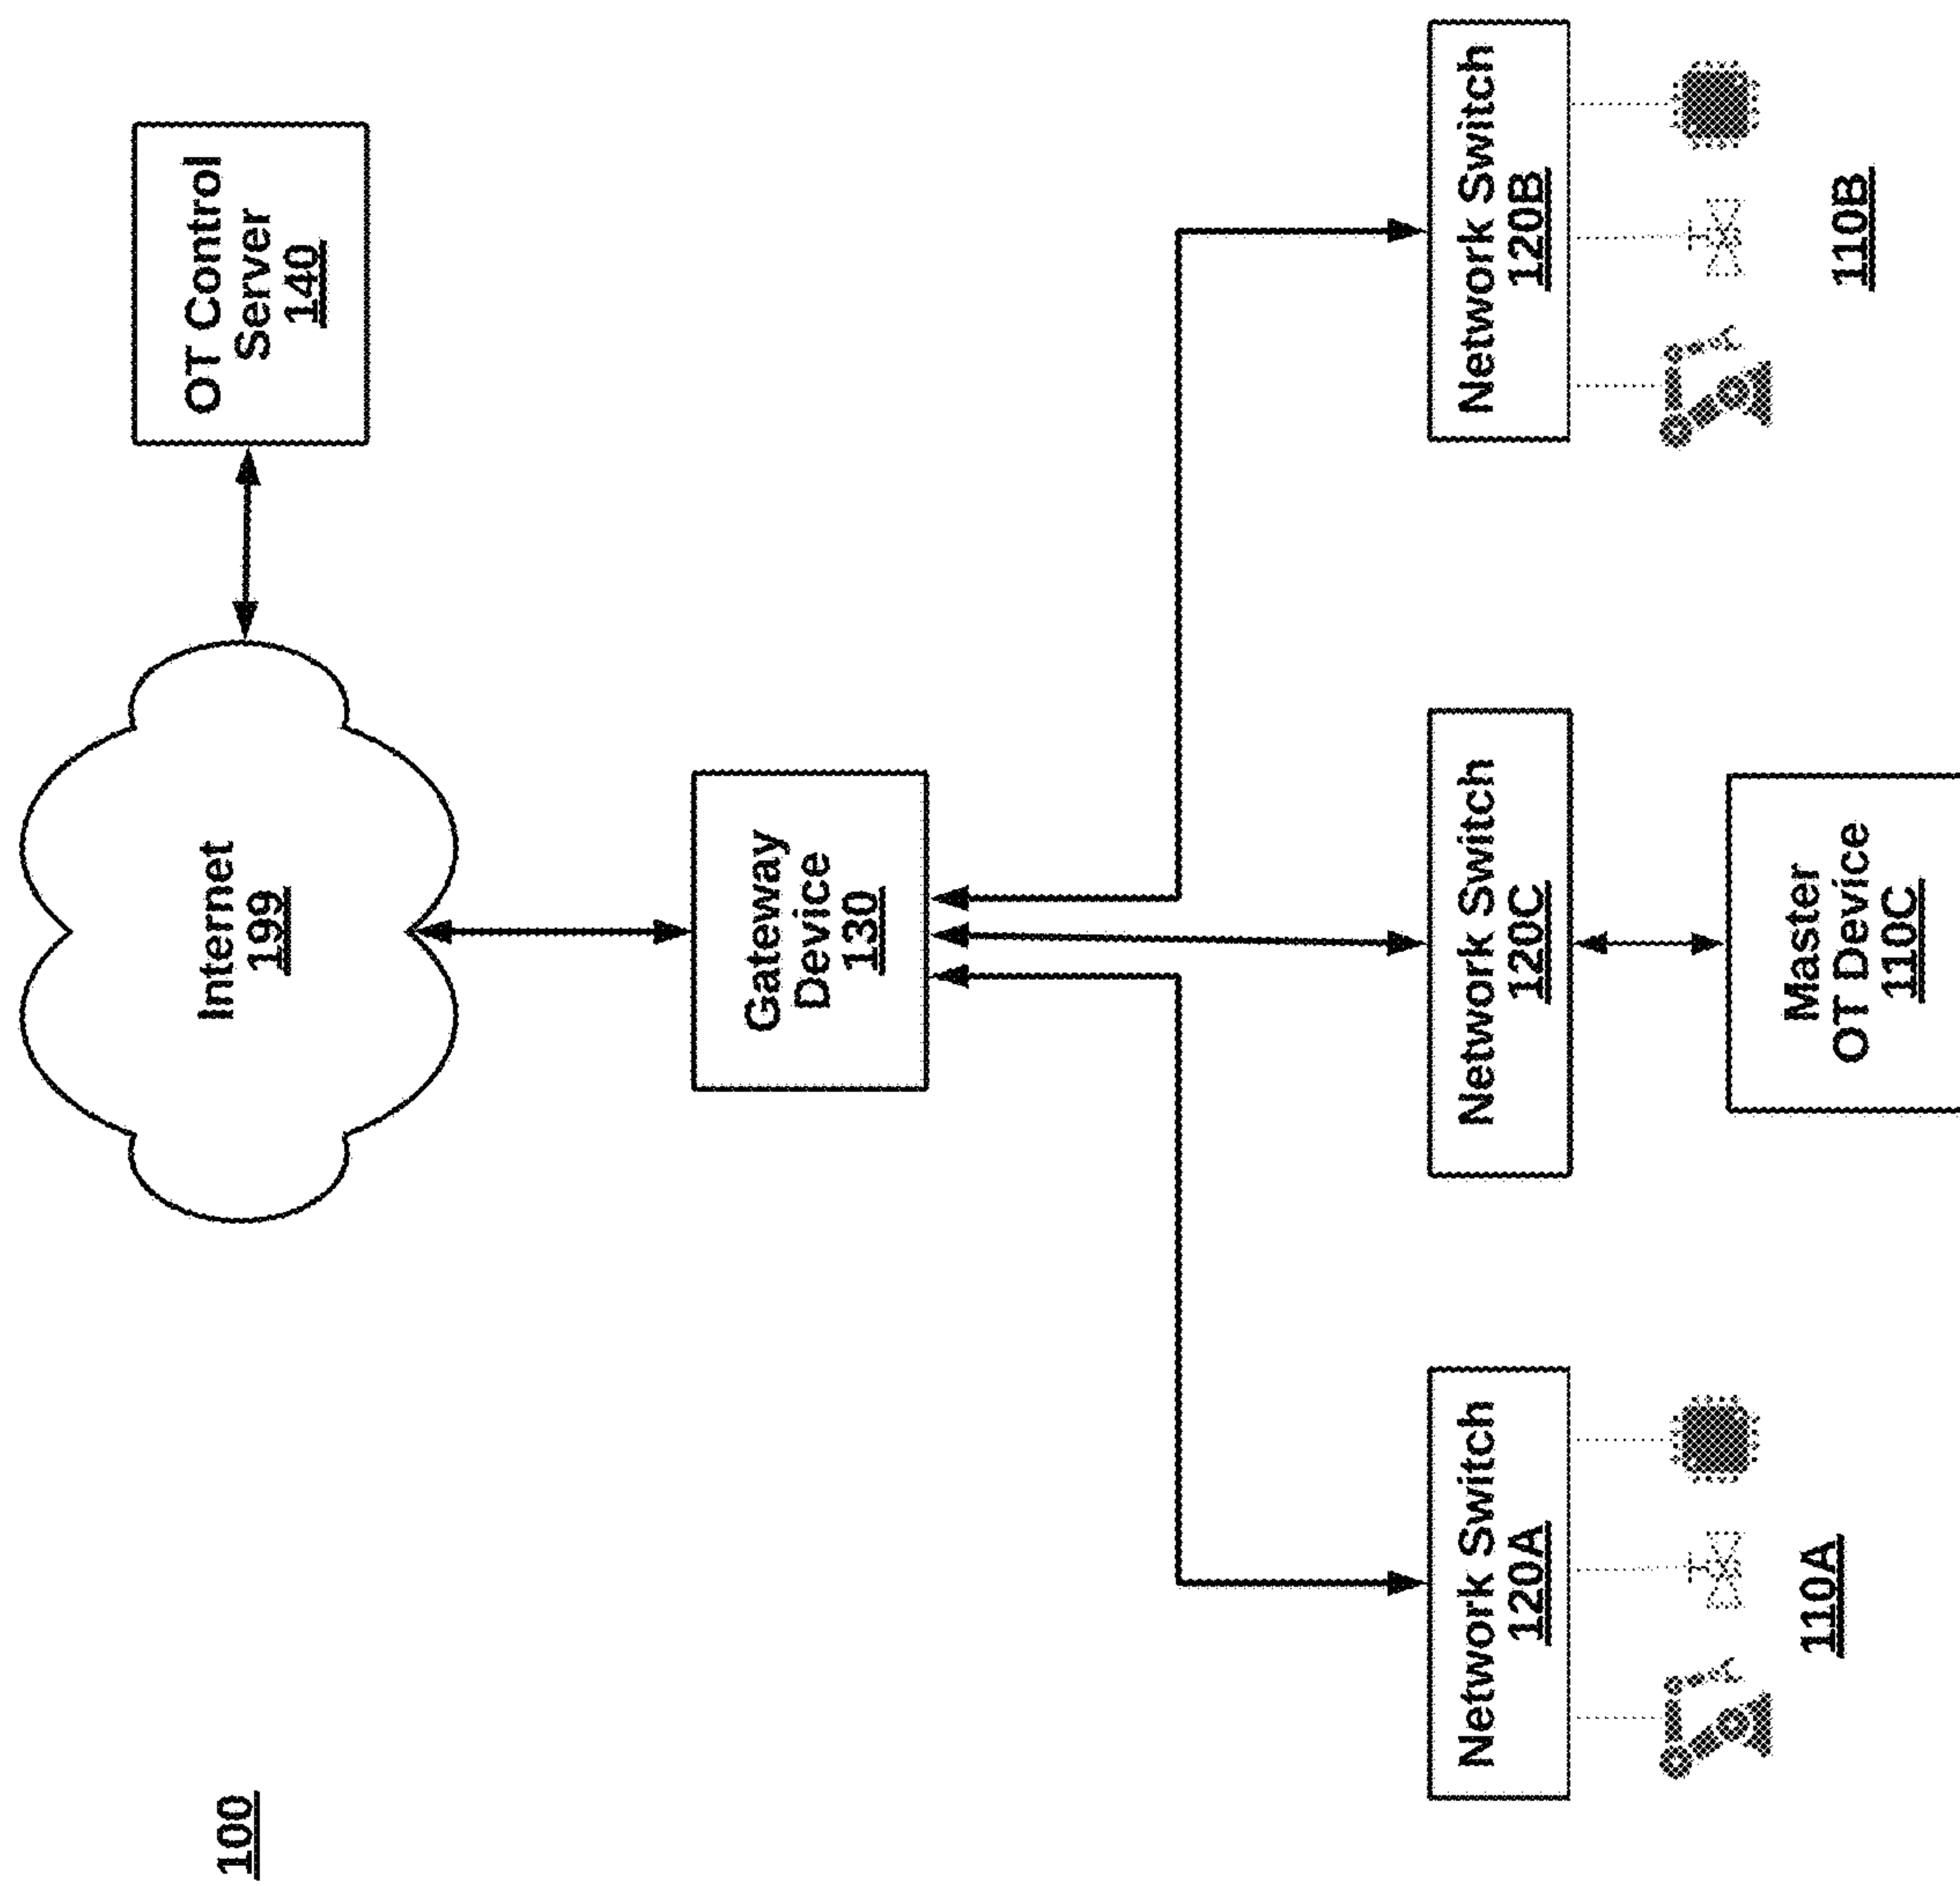 100
Internet
199
OT Control
Server
140
Gateway
Device
130
Network Switch
120A
Network Switch
120C
Network Switch
120B
110A
Master
OT Device
110C
110B